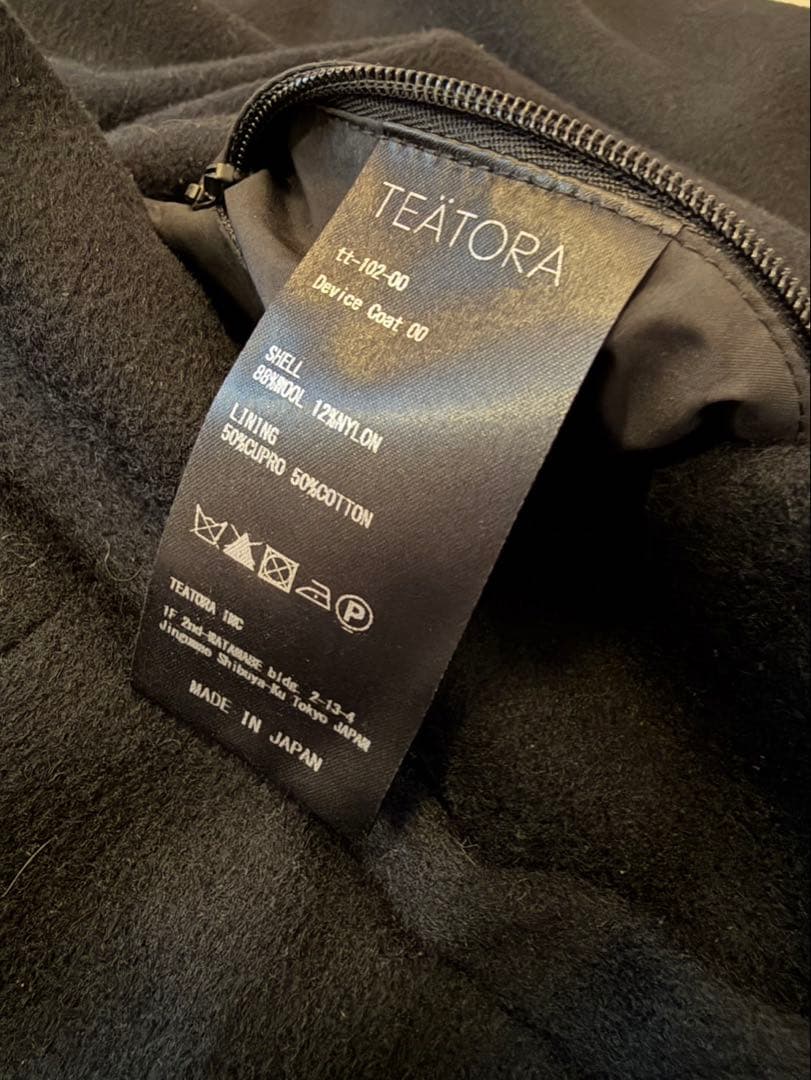 TEÄTORA
tt-102-00
Device Coat 00
SHELL
88%WOOL 12%NYLON
LINING
50%CUPRO 50%COTTON
P
TEATORA INC
1F 2nd-WATANABE bldg. 2-13-4
Jingumae Shibuya-Ku Tokyo JAPAN
MADE IN JAPAN